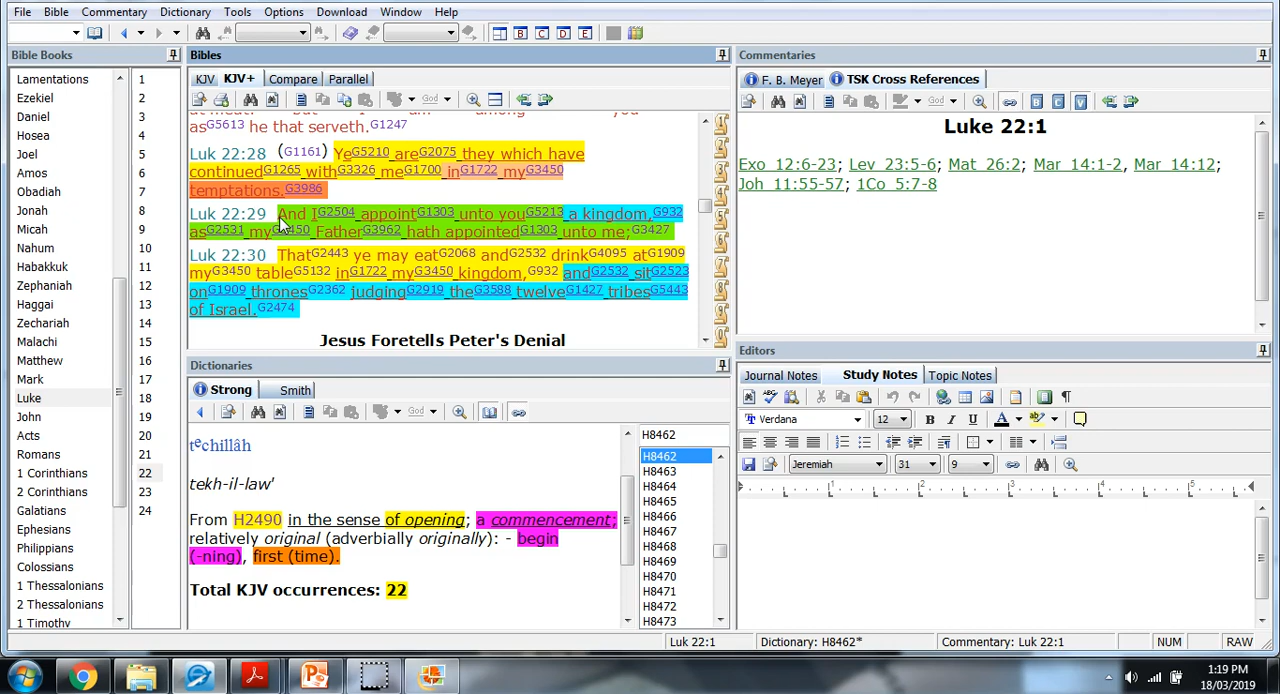 File Bible Commentary Dictionary Tools Options Download Window Help
B C D E
Bible Books
Lamentations
Ezekiel
Daniel
Hosea
Joel
Amos
Obadiah
Jonah
Micah
Nahum
Habakkuk
Zephaniah
Haggai
Zechariah
Malachi
Matthew
Mark
Luke
John
Acts
Romans
1 Corinthians
2 Corinthians
Galatians
Ephesians
Philippians
Colossians
1 Thessalonians
2 Thessalonians
1 Timothy
1
2
3
4
5
6
7
8
9
10
11
12
13
14
15
16
17
18
19
20
21
22
23
24
Bibles
KJV KJV+ Compare Parallel
God
asG5613 he that serveth.G1247
Luk 22:28 (G1161) YeG5210 areG2075 they which have
continuedG1265 withG3326 meG1700 inG1722 myG3450
temptations.G3986
Luk 22:29 And IG2504 appointG1303 unto youG5213 a kingdom,G932
asG2531 myG3450 FatherG3962 hath appointedG1303 unto me;G3427
Luk 22:30 ThatG2443 ye may eatG2068 andG2532 drinkG4095 atG1909
myG3450 tableG5132 inG1722 myG3450 kingdom,G932 andG2532 sitG2523
onG1909 thronesG2362 judgingG2919 theG3588 twelveG1427 tribesG5443
of Israel.G2474
Jesus Foretells Peter's Denial
Dictionaries
Strong Smith
God
techillâh
tekh-il-law'
From H2490 in the sense of opening; a commencement;
relatively original (adverbially originally): - begin
(-ning), first (time).
Total KJV occurrences: 22
H8462
H8462
H8463
H8464
H8465
H8466
H8467
H8468
H8469
H8470
H8471
H8472
H8473
Commentaries
F. B. Meyer TSK Cross References
God B C V
Luke 22:1
Exo 12:6-23; Lev 23:5-6; Mat 26:2; Mar 14:1-2, Mar 14:12;
Joh 11:55-57; 1Co 5:7-8
Editors
Journal Notes Study Notes Topic Notes
Verdana 12 B I U A
Jeremiah 31 9
1 2 3 4 5
Luk 22:1 Dictionary: H8462* Commentary: Luk 22:1 NUM RAW
1:19 PM
18/03/2019